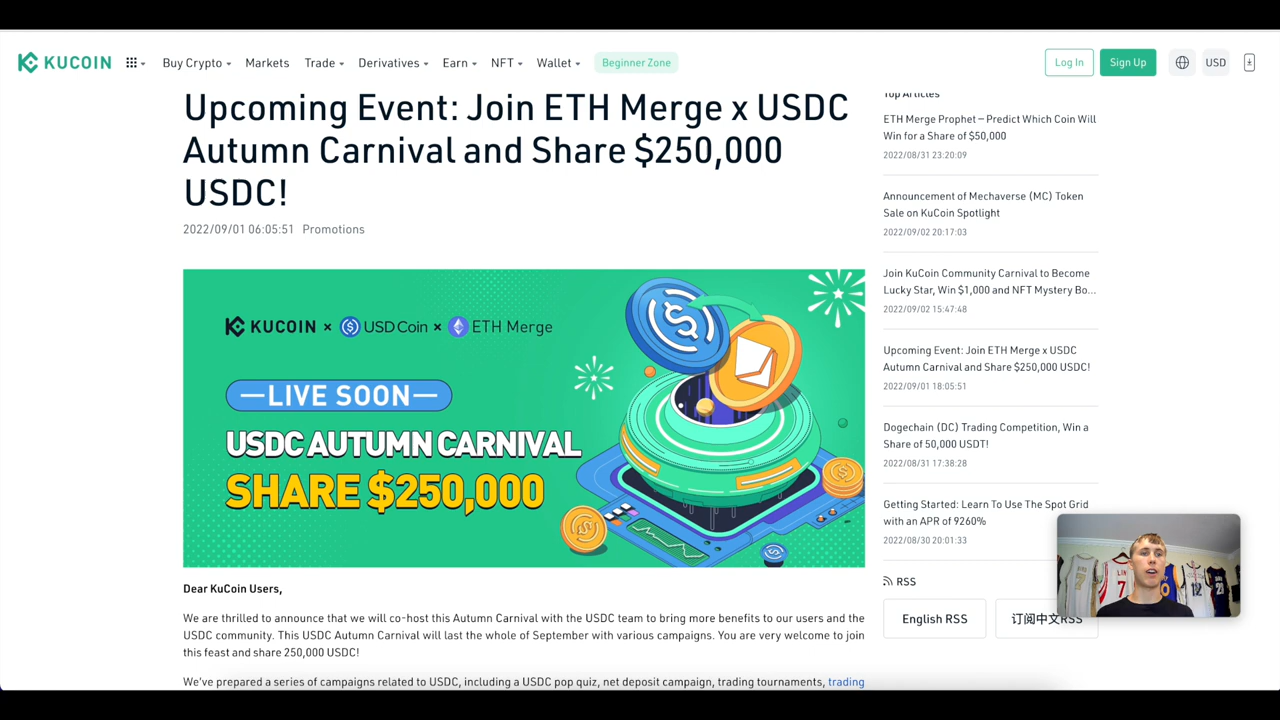 KUCOIN
Buy Crypto
Markets
Trade
Derivatives
Earn
NFT
Wallet
Beginner Zone
Log In
Sign Up
USD
Upcoming Event: Join ETH Merge x USDC
Autumn Carnival and Share $250,000
USDC!
2022/09/01 06:05:51 Promotions
KUCOIN × USD Coin × ETH Merge
—LIVE SOON—
USDC AUTUMN CARNIVAL
SHARE $250,000
Dear KuCoin Users,
We are thrilled to announce that we will co-host this Autumn Carnival with the USDC team to bring more benefits to our users and the
USDC community. This USDC Autumn Carnival will last the whole of September with various campaigns. You are very welcome to join
this feast and share 250,000 USDC!
We've prepared a series of campaigns related to USDC, including a USDC pop quiz, net deposit campaign, trading tournaments, trading
Top Articles
ETH Merge Prophet – Predict Which Coin Will
Win for a Share of $50,000
2022/08/31 23:20:09
Announcement of Mechaverse (MC) Token
Sale on KuCoin Spotlight
2022/09/02 20:17:03
Join KuCoin Community Carnival to Become
Lucky Star, Win $1,000 and NFT Mystery Bo...
2022/09/02 15:47:48
Upcoming Event: Join ETH Merge x USDC
Autumn Carnival and Share $250,000 USDC!
2022/09/01 18:05:51
Dogechain (DC) Trading Competition, Win a
Share of 50,000 USDT!
2022/08/31 17:38:28
Getting Started: Learn To Use The Spot Grid
with an APR of 9260%
2022/08/30 20:01:33
RSS
English RSS
订阅中文RSS